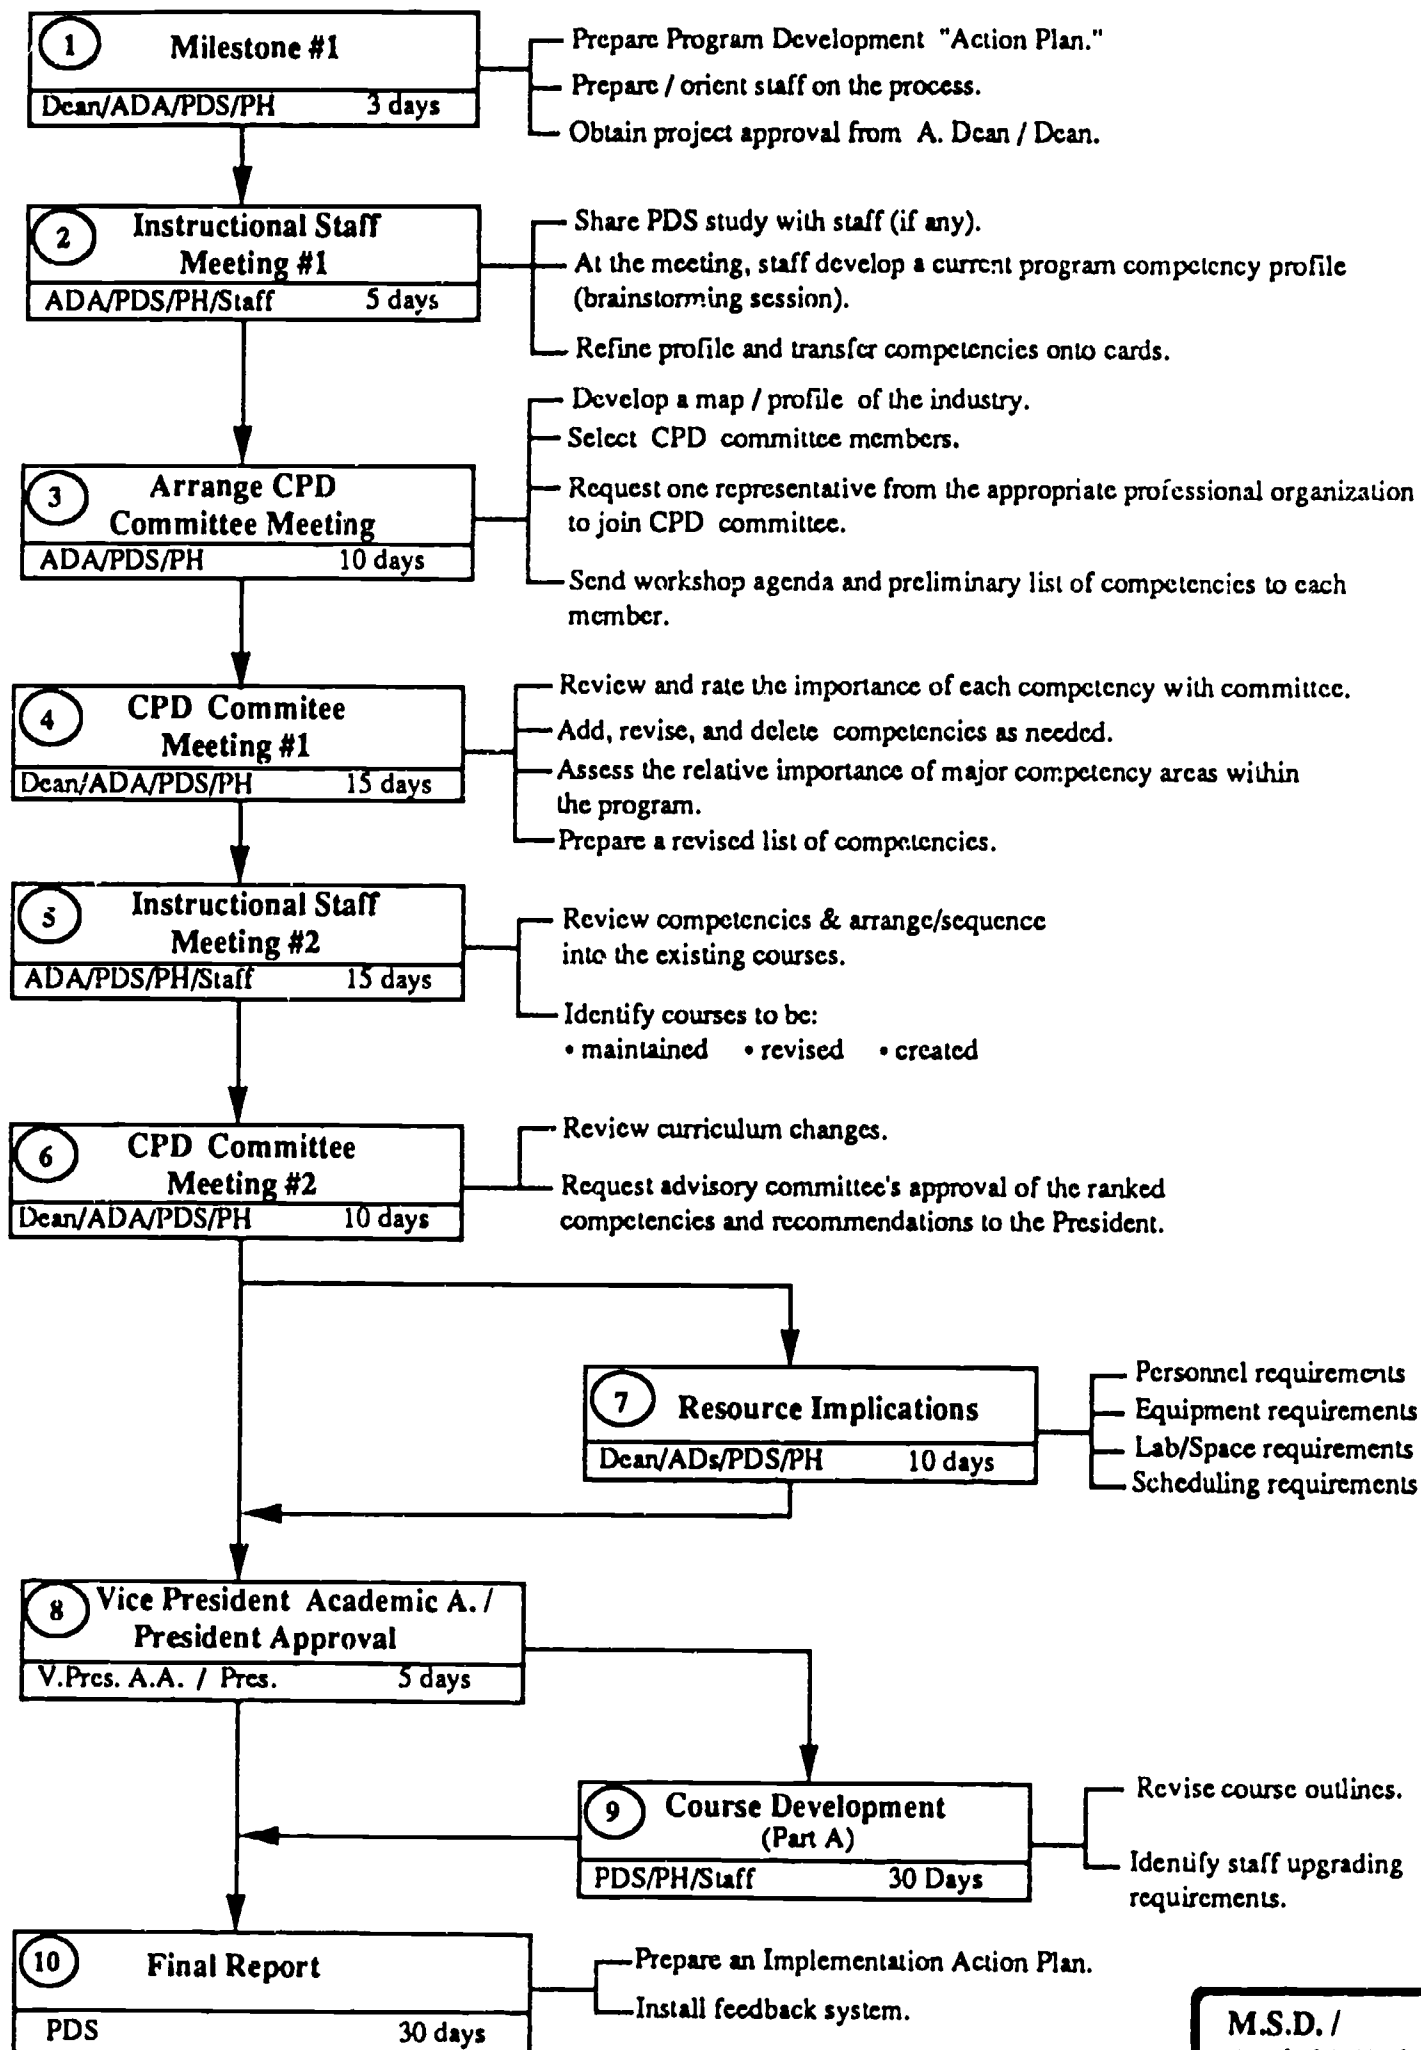 1
Milestone #1
Dean/ADA/PDS/PH 3 days
Prepare Program Development "Action Plan."
Prepare / orient staff on the process.
Obtain project approval from A. Dean / Dean.
2
Instructional Staff
Meeting #1
ADA/PDS/PH/Staff 5 days
Share PDS study with staff (if any).
At the meeting, staff develop a current program competency profile
(brainstorming session).
Refine profile and transfer competencies onto cards.
3
Arrange CPD
Committee Meeting
ADA/PDS/PH 10 days
Develop a map / profile of the industry.
Select CPD committee members.
Request one representative from the appropriate professional organization
to join CPD committee.
Send workshop agenda and preliminary list of competencies to each
member.
4
CPD Commitee
Meeting #1
Dean/ADA/PDS/PH 15 days
Review and rate the importance of each competency with committee.
Add, revise, and delete competencies as needed.
Assess the relative importance of major competency areas within
the program.
Prepare a revised list of competencies.
5
Instructional Staff
Meeting #2
ADA/PDS/PH/Staff 15 days
Review competencies & arrange/sequence
into the existing courses.
Identify courses to be:
• maintained • revised • created
6
CPD Committee
Meeting #2
Dean/ADA/PDS/PH 10 days
Review curriculum changes.
Request advisory committee's approval of the ranked
competencies and recommendations to the President.
7
Resource Implications
Dean/ADs/PDS/PH 10 days
Personnel requirements
Equipment requirements
Lab/Space requirements
Scheduling requirements
8
Vice President Academic A. /
President Approval
V.Pres. A.A. / Pres. 5 days
9
Course Development
(Part A)
PDS/PH/Staff 30 Days
Revise course outlines.
Identify staff upgrading
requirements.
10
Final Report
PDS 30 days
Prepare an Implementation Action Plan.
Install feedback system.
M.S.D. /